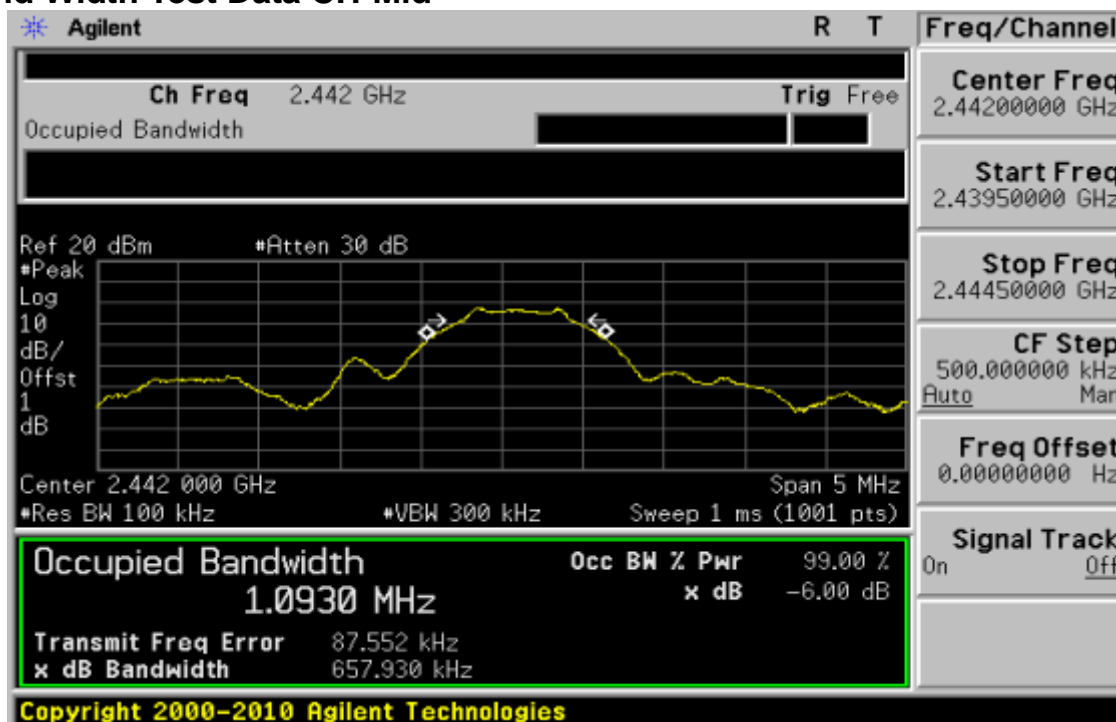 Agilent R T
Freq/Channel
Ch Freq 2.442 GHz Trig Free
Occupied Bandwidth
Center Freq
2.44200000 GHz
Start Freq
2.43950000 GHz
Stop Freq
2.44450000 GHz
CF Step
500.000000 kHz
Auto Man
Freq Offset
0.00000000 Hz
Signal Track
On Off
Ref 20 dBm #Atten 30 dB
#Peak
Log
10
dB/
Offst
1
dB
Center 2.442 000 GHz Span 5 MHz
#Res BW 100 kHz #VBW 300 kHz Sweep 1 ms (1001 pts)
Occupied Bandwidth
1.0930 MHz
Occ BW % Pwr 99.00 %
x dB -6.00 dB
Transmit Freq Error 87.552 kHz
x dB Bandwidth 657.930 kHz
Copyright 2000-2010 Agilent Technologies